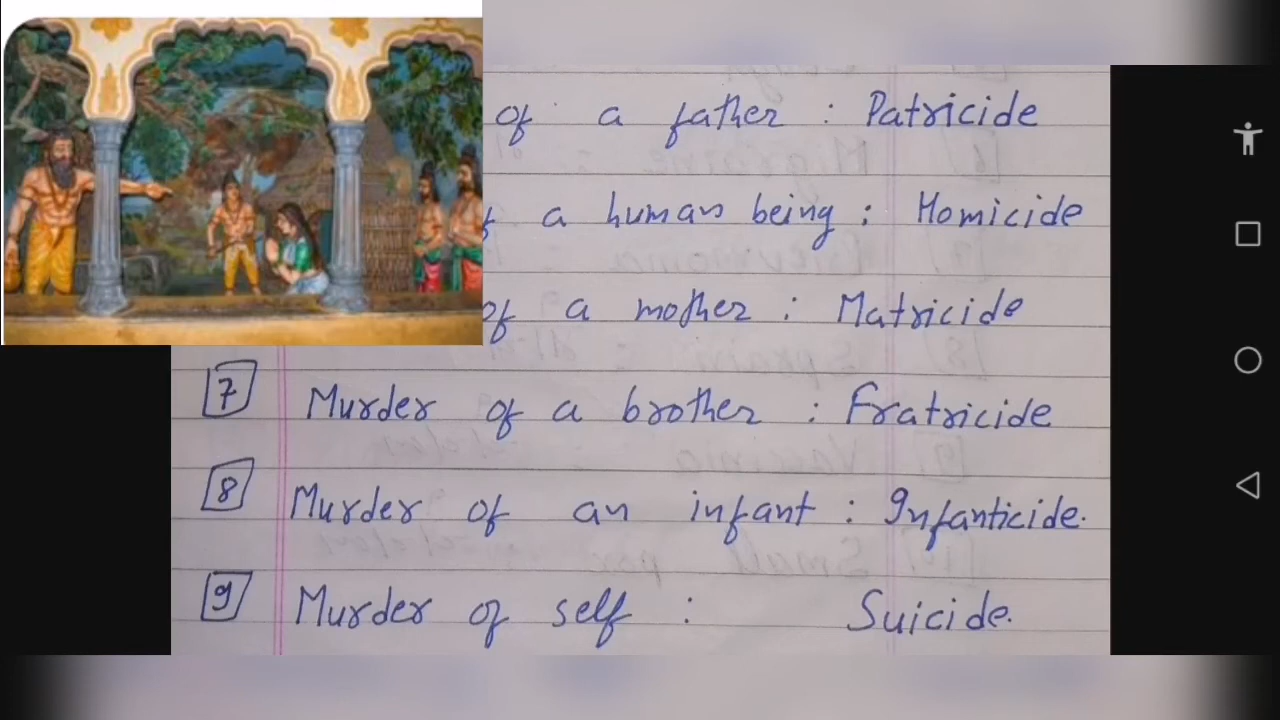 of a father : Patricide
of a human being : Homicide
of a mother : Matricide
7 Murder of a brother : Fratricide
8 Murder of an infant : Infanticide.
9 Murder of self : Suicide.